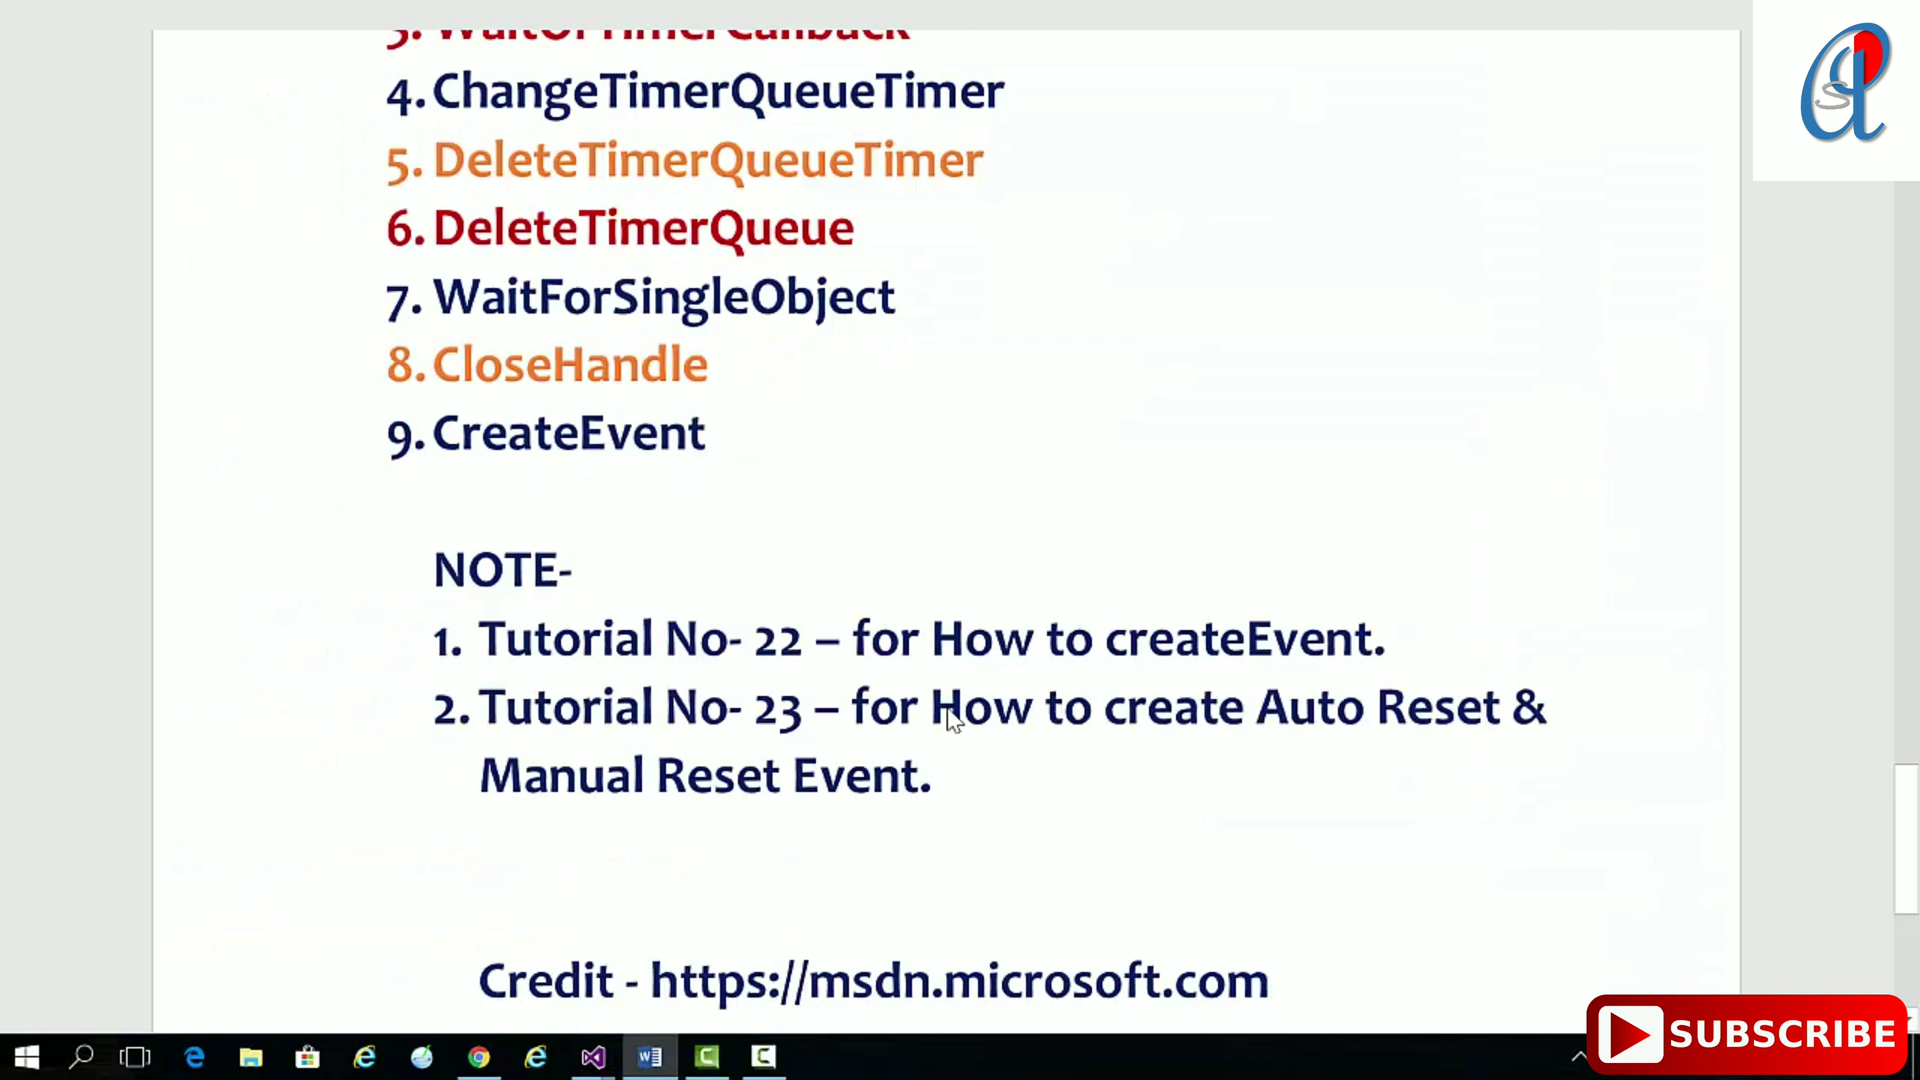 3. WaitOrTimerCallback
4. ChangeTimerQueueTimer
5. DeleteTimerQueueTimer
6. DeleteTimerQueue
7. WaitForSingleObject
8. CloseHandle
9. CreateEvent
NOTE-
1. Tutorial No- 22 – for How to createEvent.
2. Tutorial No- 23 – for How to create Auto Reset &
Manual Reset Event.
Credit - https://msdn.microsoft.com
SUBSCRIBE